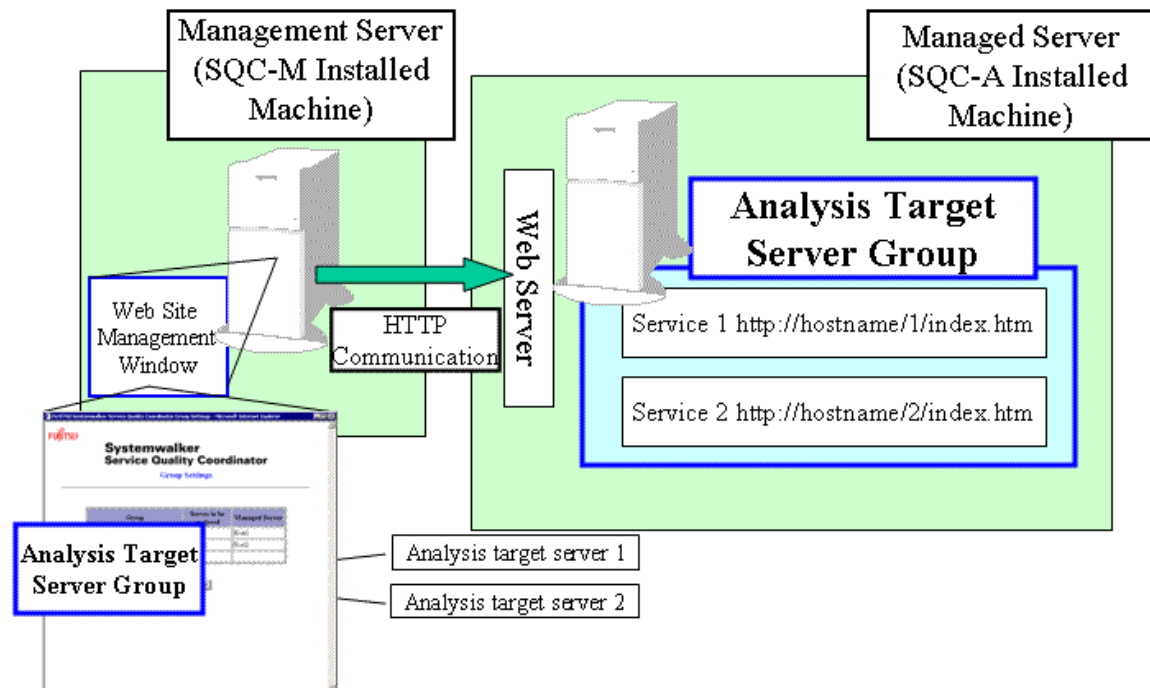 Management Server
(SQC-M Installed
Machine)
Managed Server
(SQC-A Installed
Machine)
Web Server
Analysis Target
Server Group
Service 1 http://hostname/1/index.htm
Service 2 http://hostname/2/index.htm
HTTP
Communication
Web Site
Management
Window
FUJITSU
Systemwalker
Service Quality Coordinator
Group Settings
Group
Managed Server
Analysis Target
Server Group
Analysis target server 1
Analysis target server 2